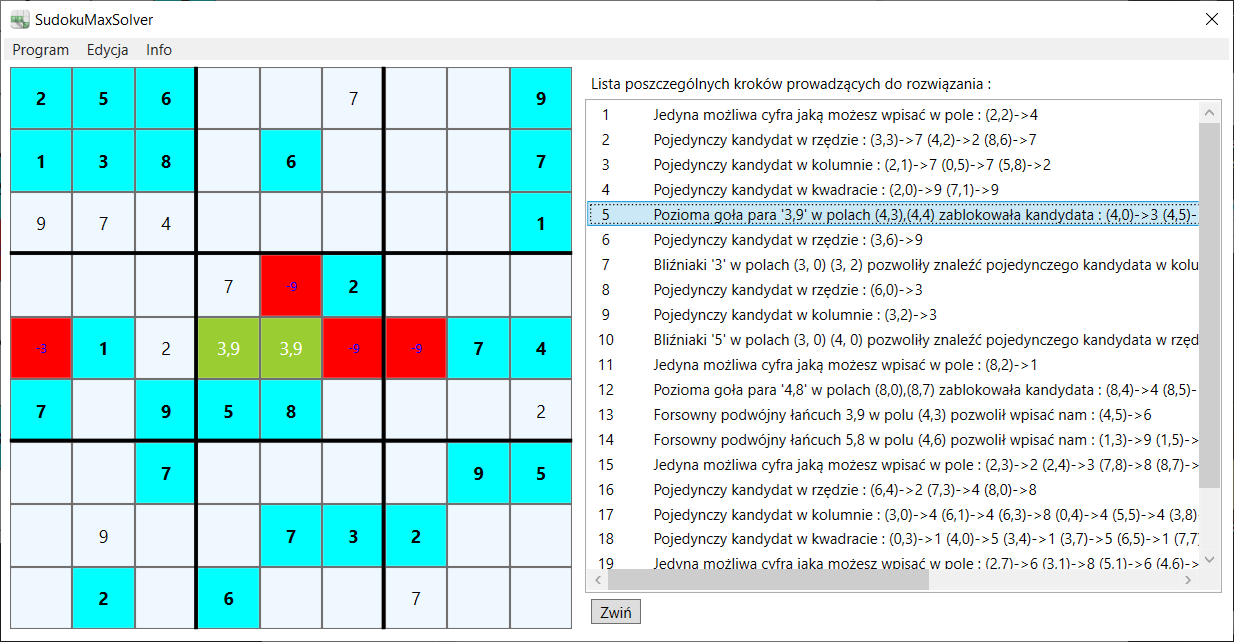 SudokuMaxSolver
Program Edycja Info
2 5 6 7 9
1 3 8 6 7
9 7 4 1
7 -9 2
-3 1 2 3,9 3,9 -9 -9 7 4
7 9 5 8 2
7 9 5
9 7 3 2
2 6 7
Lista poszczególnych kroków prowadzących do rozwiązania :
1 Jedyna możliwa cyfra jaką możesz wpisać w pole : (2,2)->4
2 Pojedynczy kandydat w rzędzie : (3,3)->7 (4,2)->2 (8,6)->7
3 Pojedynczy kandydat w kolumnie : (2,1)->7 (0,5)->7 (5,8)->2
4 Pojedynczy kandydat w kwadracie : (2,0)->9 (7,1)->9
5 Pozioma goła para '3,9' w polach (4,3),(4,4) zablokowała kandydata : (4,0)->3 (4,5)-
6 Pojedynczy kandydat w rzędzie : (3,6)->9
7 Bliźniaki '3' w polach (3, 0) (3, 2) pozwoliły znaleźć pojedynczego kandydata w kolu
8 Pojedynczy kandydat w rzędzie : (6,0)->3
9 Pojedynczy kandydat w kolumnie : (3,2)->3
10 Bliźniaki '5' w polach (3, 0) (4, 0) pozwoliły znaleźć pojedynczego kandydata w rzęd
11 Jedyna możliwa cyfra jaką możesz wpisać w pole : (8,2)->1
12 Pozioma goła para '4,8' w polach (8,0),(8,7) zablokowała kandydata : (8,4)->4 (8,5)-
13 Forsowny podwójny łańcuch 3,9 w polu (4,3) pozwolił wpisać nam : (4,5)->6
14 Forsowny podwójny łańcuch 5,8 w polu (4,6) pozwolił wpisać nam : (1,3)->9 (1,5)->
15 Jedyna możliwa cyfra jaką możesz wpisać w pole : (2,3)->2 (2,4)->3 (7,8)->8 (8,7)->
16 Pojedynczy kandydat w rzędzie : (6,4)->2 (7,3)->4 (8,0)->8
17 Pojedynczy kandydat w kolumnie : (3,0)->4 (6,1)->4 (6,3)->8 (0,4)->4 (5,5)->4 (3,8)
18 Pojedynczy kandydat w kwadracie : (0,3)->1 (4,0)->5 (3,4)->1 (3,7)->5 (6,5)->1 (7,7)
19 Jedyna możliwa cyfra jaką możesz wpisać w pole : (2,7)->6 (3,1)->8 (5,1)->6 (4,6)->
Zwiń